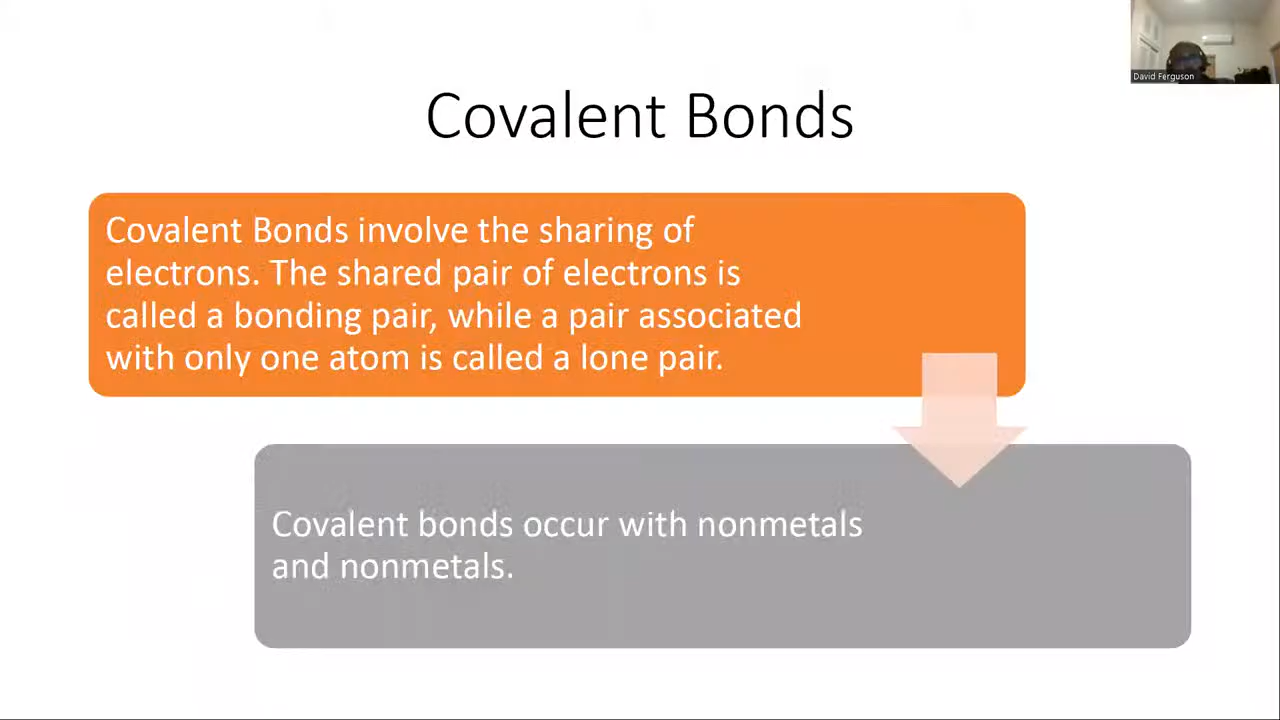 David Ferguson
Covalent Bonds
Covalent Bonds involve the sharing of
electrons. The shared pair of electrons is
called a bonding pair, while a pair associated
with only one atom is called a lone pair.
Covalent bonds occur with nonmetals
and nonmetals.